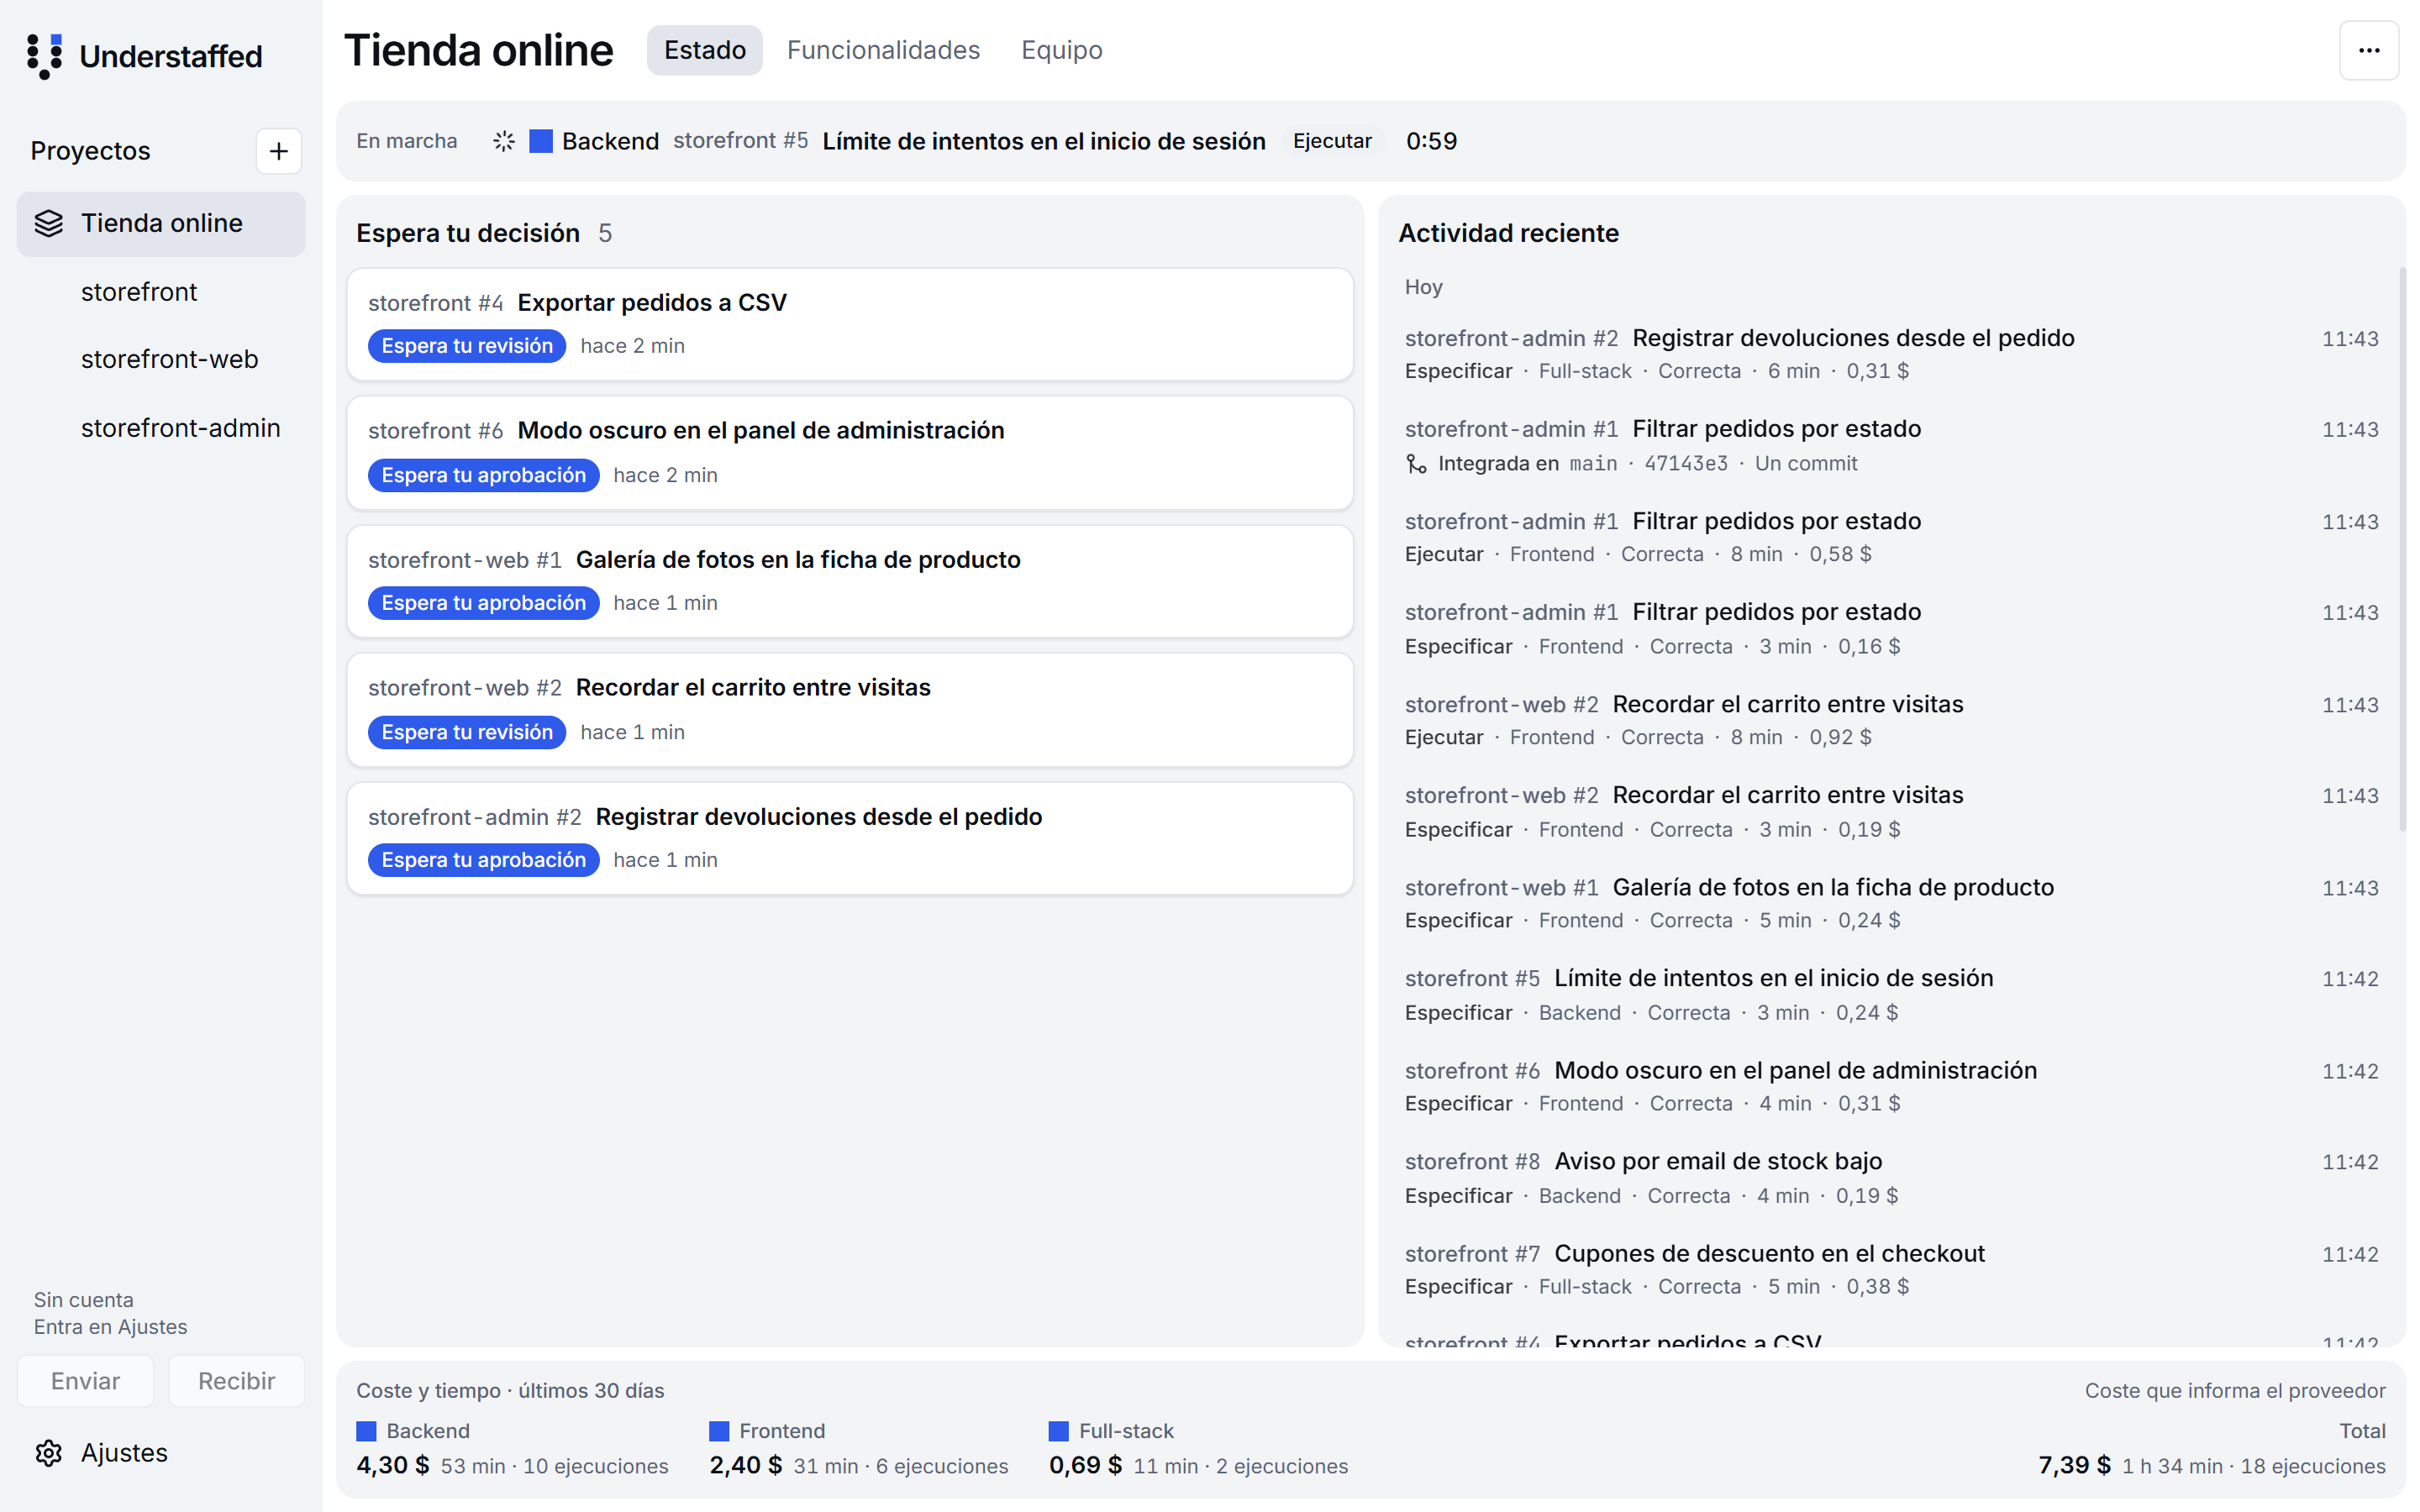 Understaffed
Proyectos
Tienda online
storefront
storefront-web
storefront-admin
Sin cuenta
Entra en Ajustes
Enviar Recibir
Ajustes
Tienda online Estado Funcionalidades Equipo
En marcha Backend storefront #5 Límite de intentos en el inicio de sesión Ejecutar 0:59
Espera tu decisión 5
storefront #4 Exportar pedidos a CSV
Espera tu revisión hace 2 min
storefront #6 Modo oscuro en el panel de administración
Espera tu aprobación hace 2 min
storefront-web #1 Galería de fotos en la ficha de producto
Espera tu aprobación hace 1 min
storefront-web #2 Recordar el carrito entre visitas
Espera tu revisión hace 1 min
storefront-admin #2 Registrar devoluciones desde el pedido
Espera tu aprobación hace 1 min
Actividad reciente
Hoy
storefront-admin #2 Registrar devoluciones desde el pedido 11:43
Especificar · Full-stack · Correcta · 6 min · 0,31 $
storefront-admin #1 Filtrar pedidos por estado 11:43
Integrada en main · 47143e3 · Un commit
storefront-admin #1 Filtrar pedidos por estado 11:43
Ejecutar · Frontend · Correcta · 8 min · 0,58 $
storefront-admin #1 Filtrar pedidos por estado 11:43
Especificar · Frontend · Correcta · 3 min · 0,16 $
storefront-web #2 Recordar el carrito entre visitas 11:43
Ejecutar · Frontend · Correcta · 8 min · 0,92 $
storefront-web #2 Recordar el carrito entre visitas 11:43
Especificar · Frontend · Correcta · 3 min · 0,19 $
storefront-web #1 Galería de fotos en la ficha de producto 11:43
Especificar · Frontend · Correcta · 5 min · 0,24 $
storefront #5 Límite de intentos en el inicio de sesión 11:42
Especificar · Backend · Correcta · 3 min · 0,24 $
storefront #6 Modo oscuro en el panel de administración 11:42
Especificar · Frontend · Correcta · 4 min · 0,31 $
storefront #8 Aviso por email de stock bajo 11:42
Especificar · Backend · Correcta · 4 min · 0,19 $
storefront #7 Cupones de descuento en el checkout 11:42
Especificar · Full-stack · Correcta · 5 min · 0,38 $
storefront #4 Exportar pedidos a CSV 11:42
Coste y tiempo · últimos 30 días Coste que informa el proveedor
Backend Frontend Full-stack Total
4,30 $ 53 min · 10 ejecuciones 2,40 $ 31 min · 6 ejecuciones 0,69 $ 11 min · 2 ejecuciones 7,39 $ 1 h 34 min · 18 ejecuciones